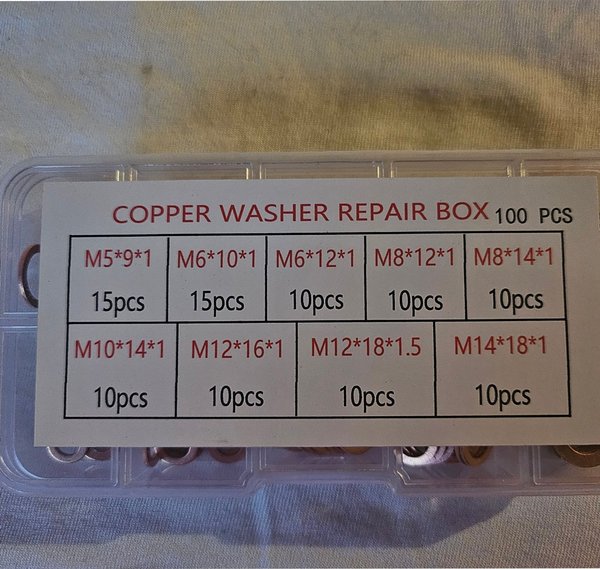 COPPER WASHER REPAIR BOX 100 PCS
M5*9*1 M6*10*1 M6*12*1 M8*12*1 M8*14*1
15pcs 15pcs 10pcs 10pcs 10pcs
M10*14*1 M12*16*1 M12*18*1.5 M14*18*1
10pcs 10pcs 10pcs 10pcs